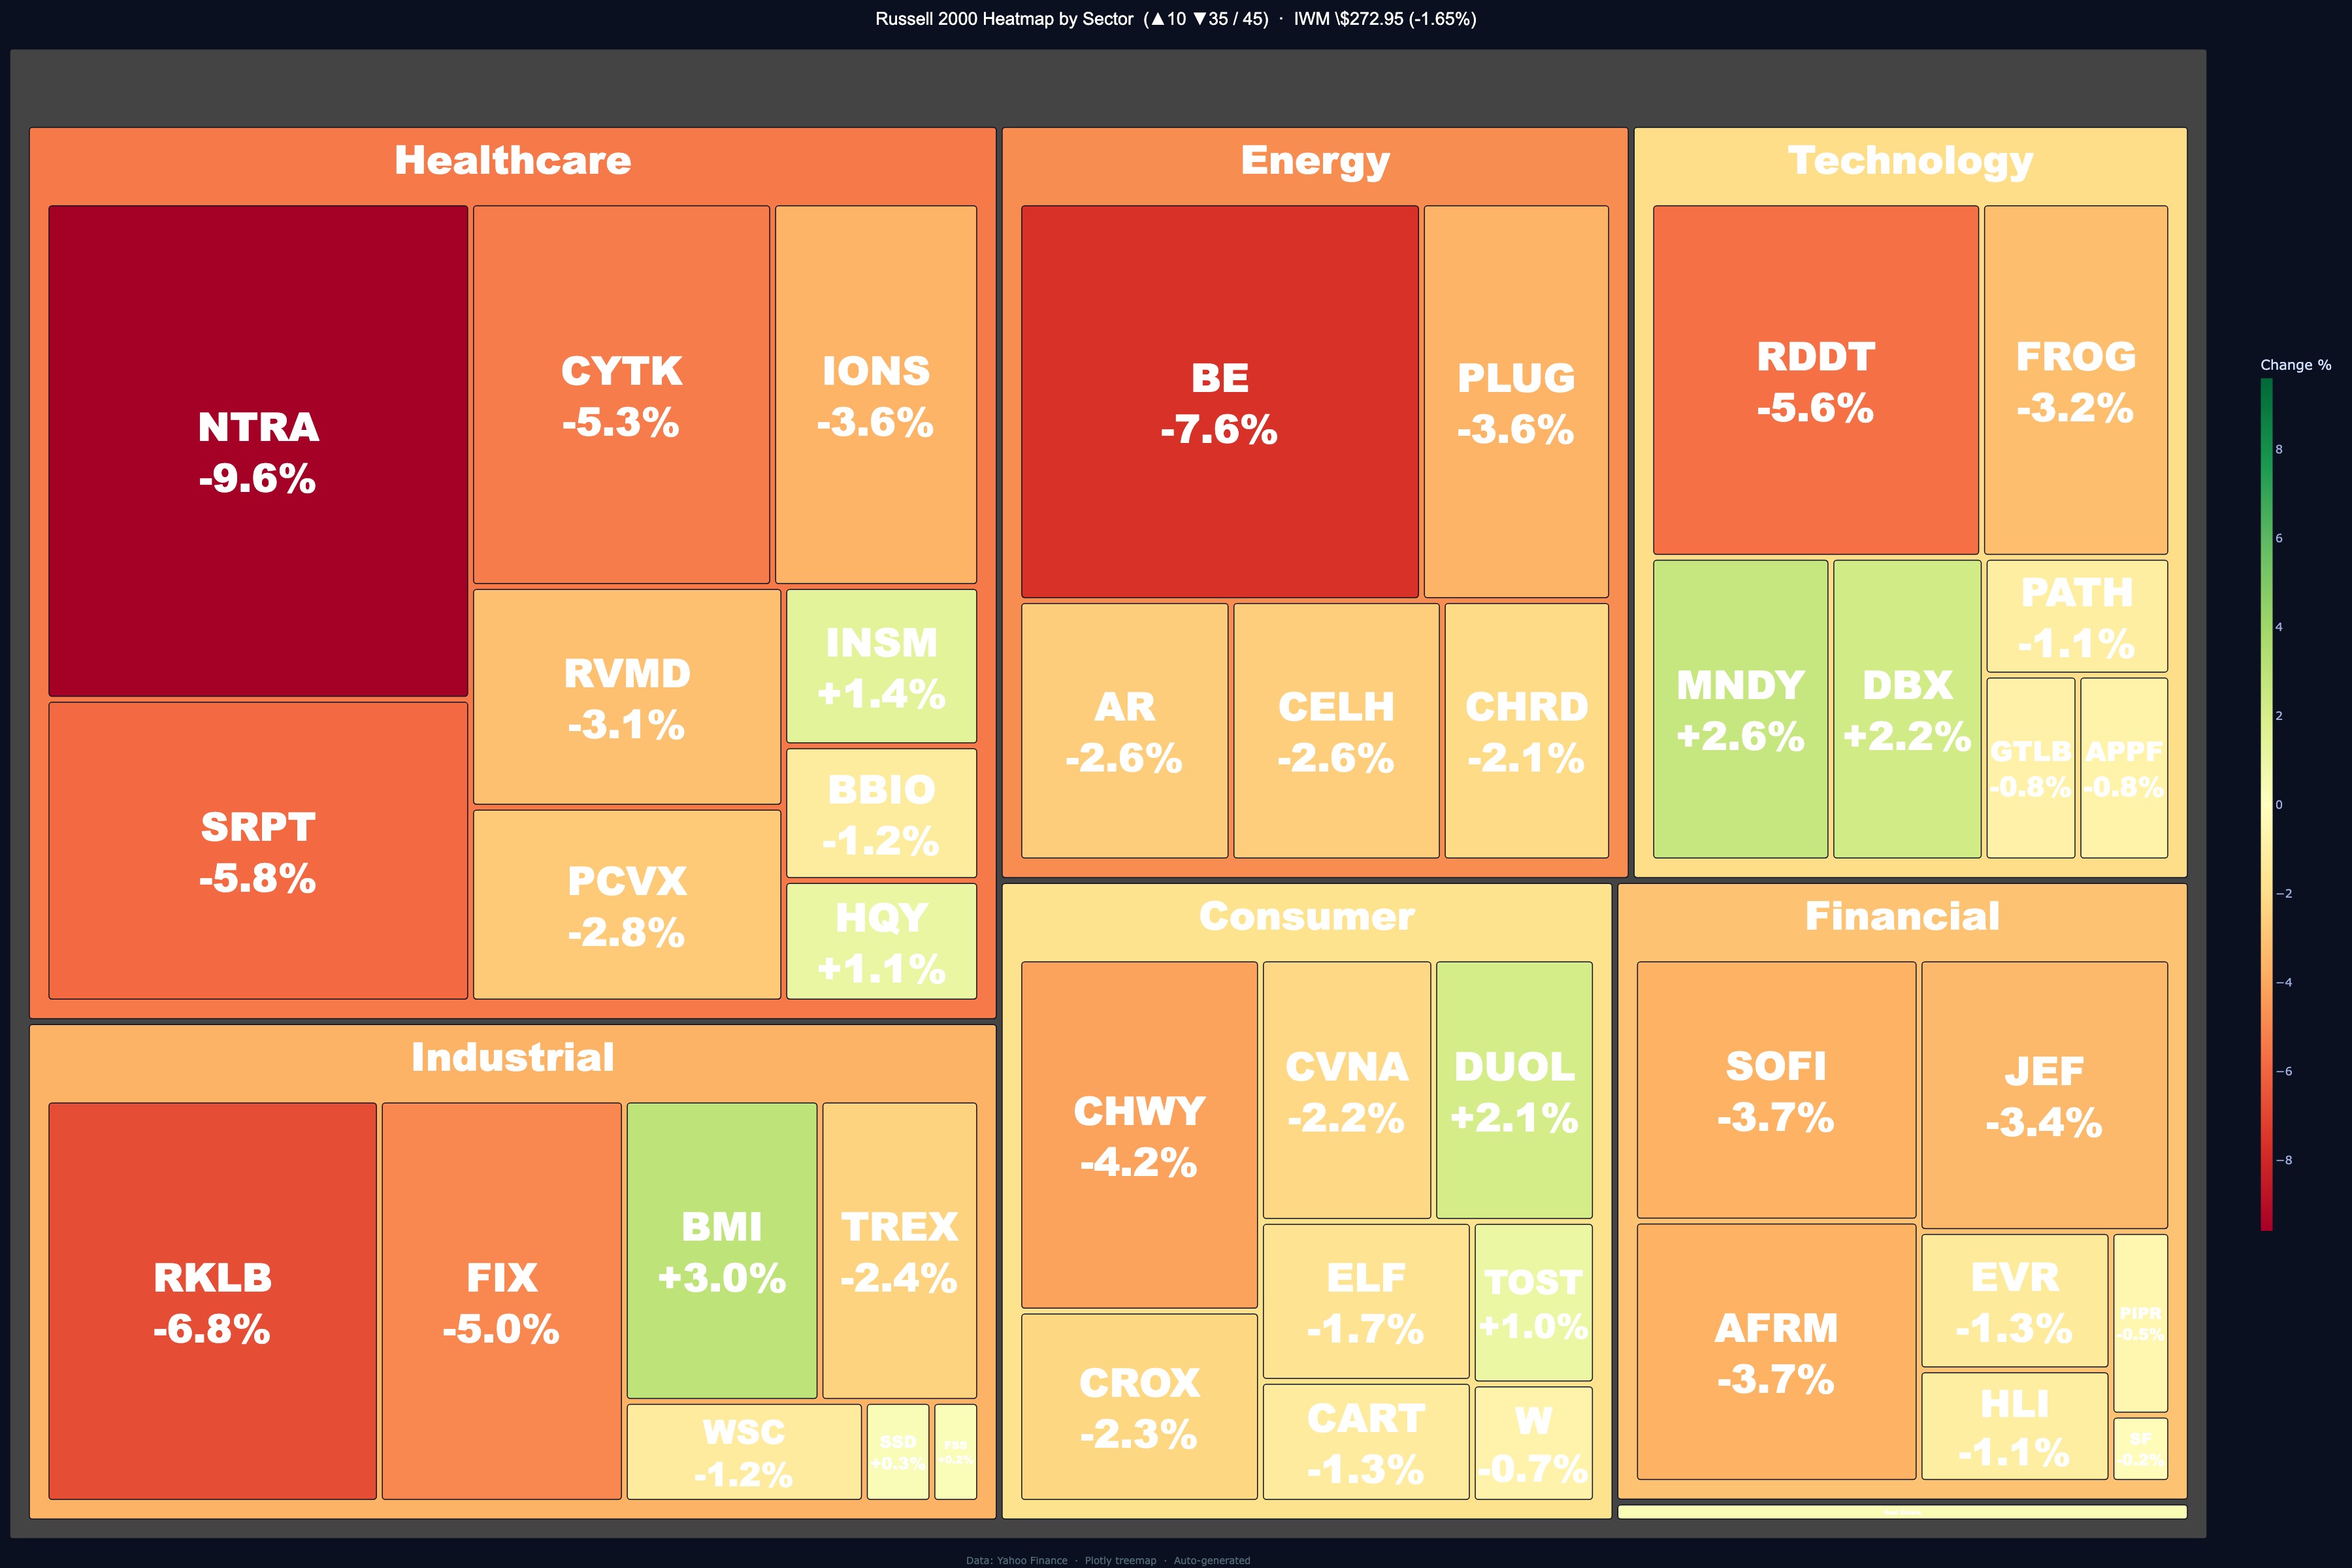 Russell 2000 Heatmap by Sector (▲10 ▼35 / 45) · IWM \$272.95 (-1.65%)
Healthcare
NTRA
-9.6%
CYTK
-5.3%
IONS
-3.6%
SRPT
-5.8%
RVMD
-3.1%
PCVX
-2.8%
INSM
+1.4%
BBIO
-1.2%
HQY
+1.1%
Energy
BE
-7.6%
PLUG
-3.6%
AR
-2.6%
CELH
-2.6%
CHRD
-2.1%
Technology
RDDT
-5.6%
FROG
-3.2%
MNDY
+2.6%
DBX
+2.2%
PATH
-1.1%
GTLB
-0.8%
APPF
-0.8%
Industrial
RKLB
-6.8%
FIX
-5.0%
BMI
+3.0%
TREX
-2.4%
WSC
-1.2%
SSD
+0.3%
FSS
+0.2%
Consumer
CHWY
-4.2%
CVNA
-2.2%
DUOL
+2.1%
CROX
-2.3%
ELF
-1.7%
TOST
+1.0%
CART
-1.3%
W
-0.7%
Financial
SOFI
-3.7%
JEF
-3.4%
AFRM
-3.7%
EVR
-1.3%
PIPR
-0.5%
HLI
-1.1%
SF
-0.2%
Change %
8
6
4
2
0
−2
−4
−6
−8
Data: Yahoo Finance · Plotly treemap · Auto-generated